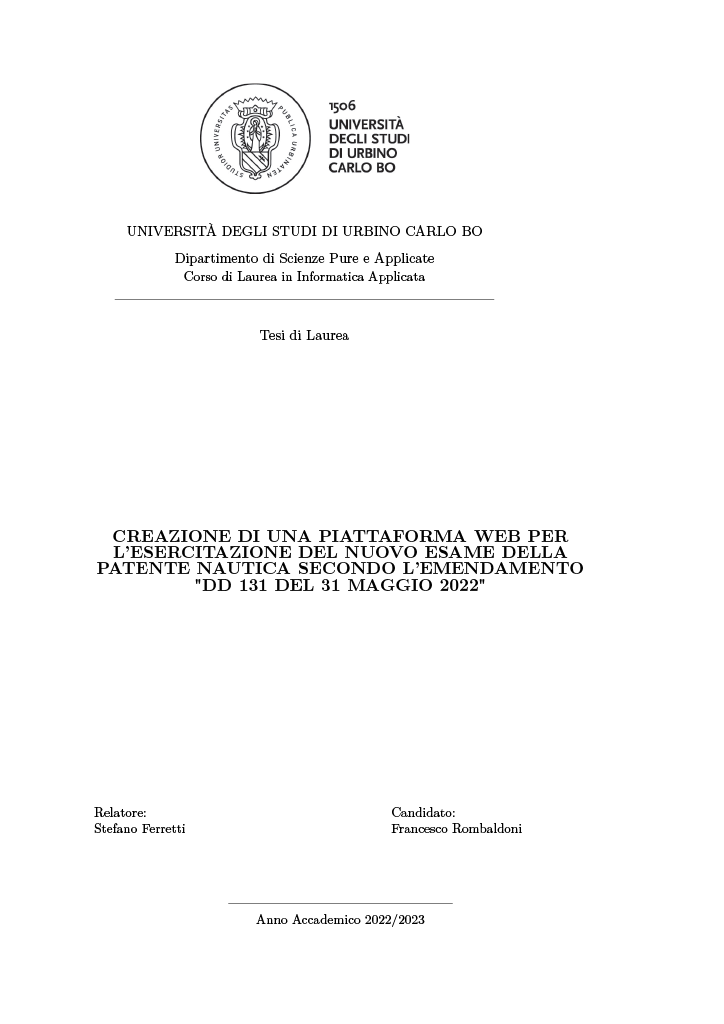 STUDIOR UNIVERSITAS PUBLICA URBINATEN
1506
UNIVERSITÀ
DEGLI STUDI
DI URBINO
CARLO BO
UNIVERSITÀ DEGLI STUDI DI URBINO CARLO BO
Dipartimento di Scienze Pure e Applicate
Corso di Laurea in Informatica Applicata
Tesi di Laurea
CREAZIONE DI UNA PIATTAFORMA WEB PER
L'ESERCITAZIONE DEL NUOVO ESAME DELLA
PATENTE NAUTICA SECONDO L'EMENDAMENTO
"DD 131 DEL 31 MAGGIO 2022"
Relatore:
Stefano Ferretti
Candidato:
Francesco Rombaldoni
Anno Accademico 2022/2023